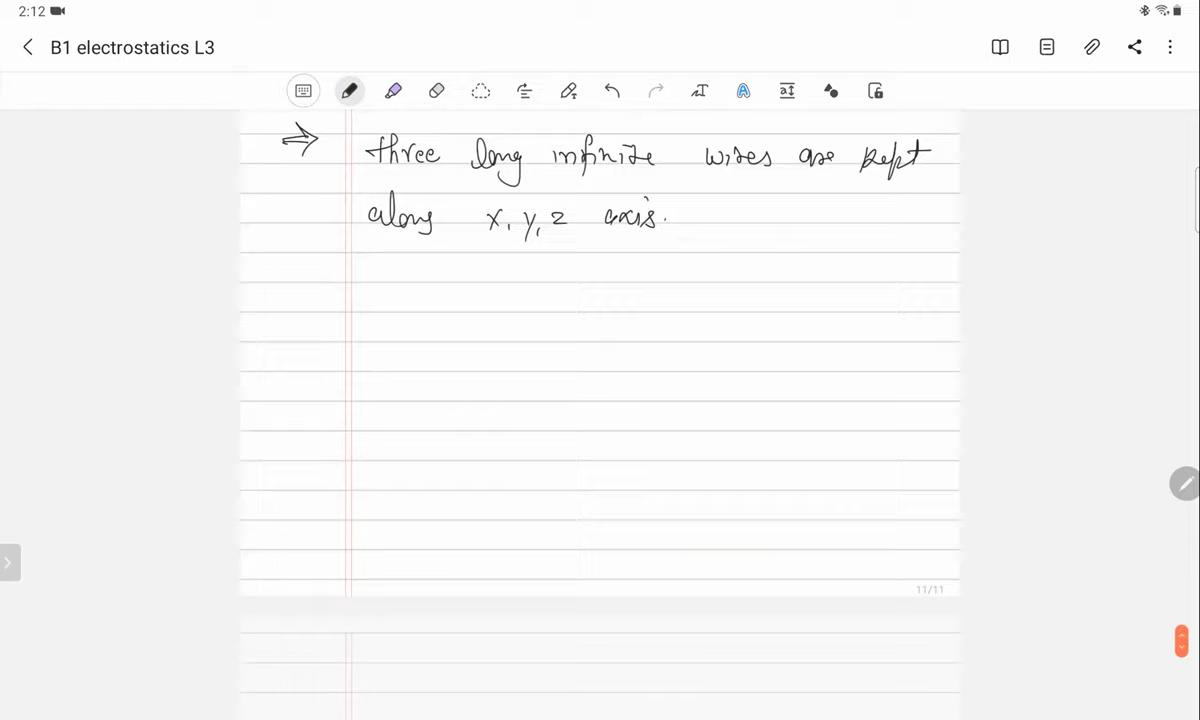 2:12
B1 electrostatics L3
⇒ three long infinite wires are kept
along x, y, z axis.
11/11